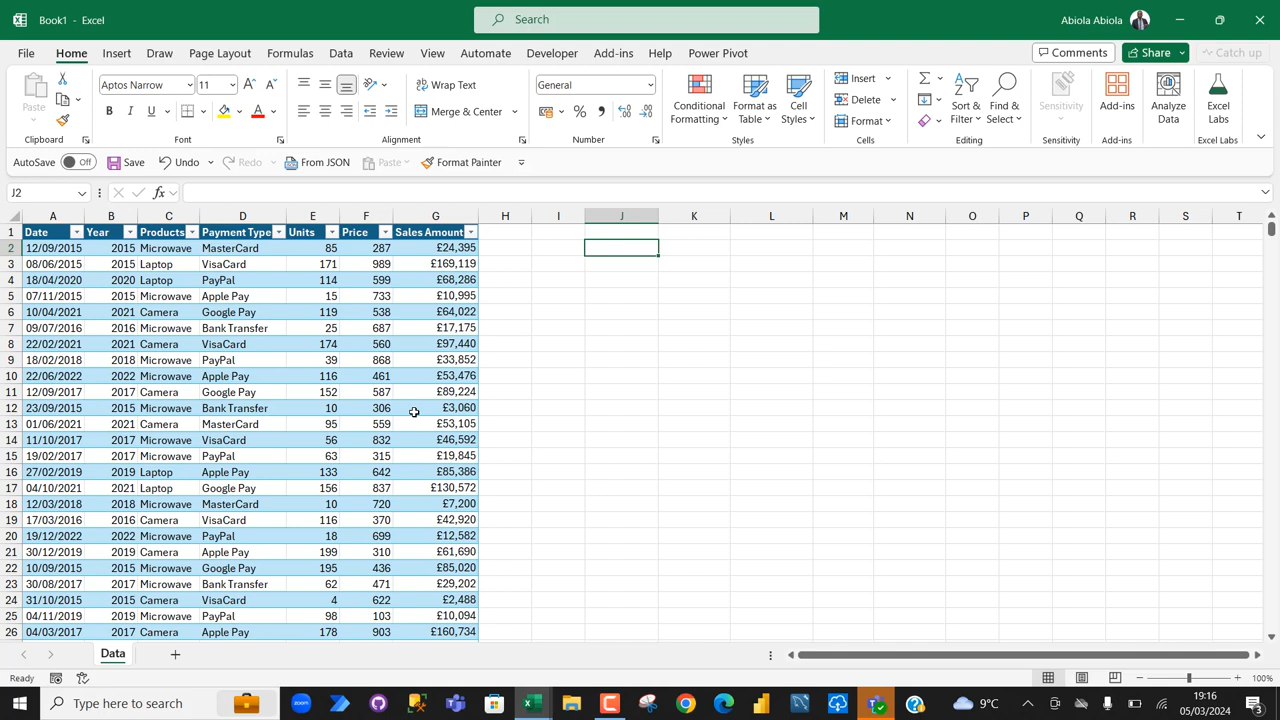 Book1 - Excel
Search
Abiola Abiola
File Home Insert Draw Page Layout Formulas Data Review View Automate Developer Add-ins Help Power Pivot
Comments Share Catch up
Paste
Clipboard
Aptos Narrow 11
B I U
Font
Wrap Text
Merge & Center
Alignment
General
Number
Conditional Formatting
Format as Table
Cell Styles
Styles
Insert
Delete
Format
Cells
Sort & Filter
Find & Select
Editing
Sensitivity
Sensitivity
Add-ins
Add-ins
Analyze Data
Excel Labs
Excel Labs
AutoSave Off Save Undo Redo From JSON Paste Format Painter
J2 fx
A B C D E F G H I J K L M N O P Q R S T
1 Date Year Products Payment Type Units Price Sales Amount
2 12/09/2015 2015 Microwave MasterCard 85 287 £24,395
3 08/06/2015 2015 Laptop VisaCard 171 989 £169,119
4 18/04/2020 2020 Laptop PayPal 114 599 £68,286
5 07/11/2015 2015 Microwave Apple Pay 15 733 £10,995
6 10/04/2021 2021 Camera Google Pay 119 538 £64,022
7 09/07/2016 2016 Microwave Bank Transfer 25 687 £17,175
8 22/02/2021 2021 Camera VisaCard 174 560 £97,440
9 18/02/2018 2018 Microwave PayPal 39 868 £33,852
10 22/06/2022 2022 Microwave Apple Pay 116 461 £53,476
11 12/09/2017 2017 Camera Google Pay 152 587 £89,224
12 23/09/2015 2015 Microwave Bank Transfer 10 306 £3,060
13 01/06/2021 2021 Camera MasterCard 95 559 £53,105
14 11/10/2017 2017 Microwave VisaCard 56 832 £46,592
15 19/02/2017 2017 Microwave PayPal 63 315 £19,845
16 27/02/2019 2019 Laptop Apple Pay 133 642 £85,386
17 04/10/2021 2021 Laptop Google Pay 156 837 £130,572
18 12/03/2018 2018 Microwave MasterCard 10 720 £7,200
19 17/03/2016 2016 Camera VisaCard 116 370 £42,920
20 19/12/2022 2022 Microwave PayPal 18 699 £12,582
21 30/12/2019 2019 Camera Apple Pay 199 310 £61,690
22 10/09/2015 2015 Microwave Google Pay 195 436 £85,020
23 30/08/2017 2017 Microwave Bank Transfer 62 471 £29,202
24 31/10/2015 2015 Camera VisaCard 4 622 £2,488
25 04/11/2019 2019 Microwave PayPal 98 103 £10,094
26 04/03/2017 2017 Camera Apple Pay 178 903 £160,734
Data
100%
Type here to search
9°C
19:16
05/03/2024